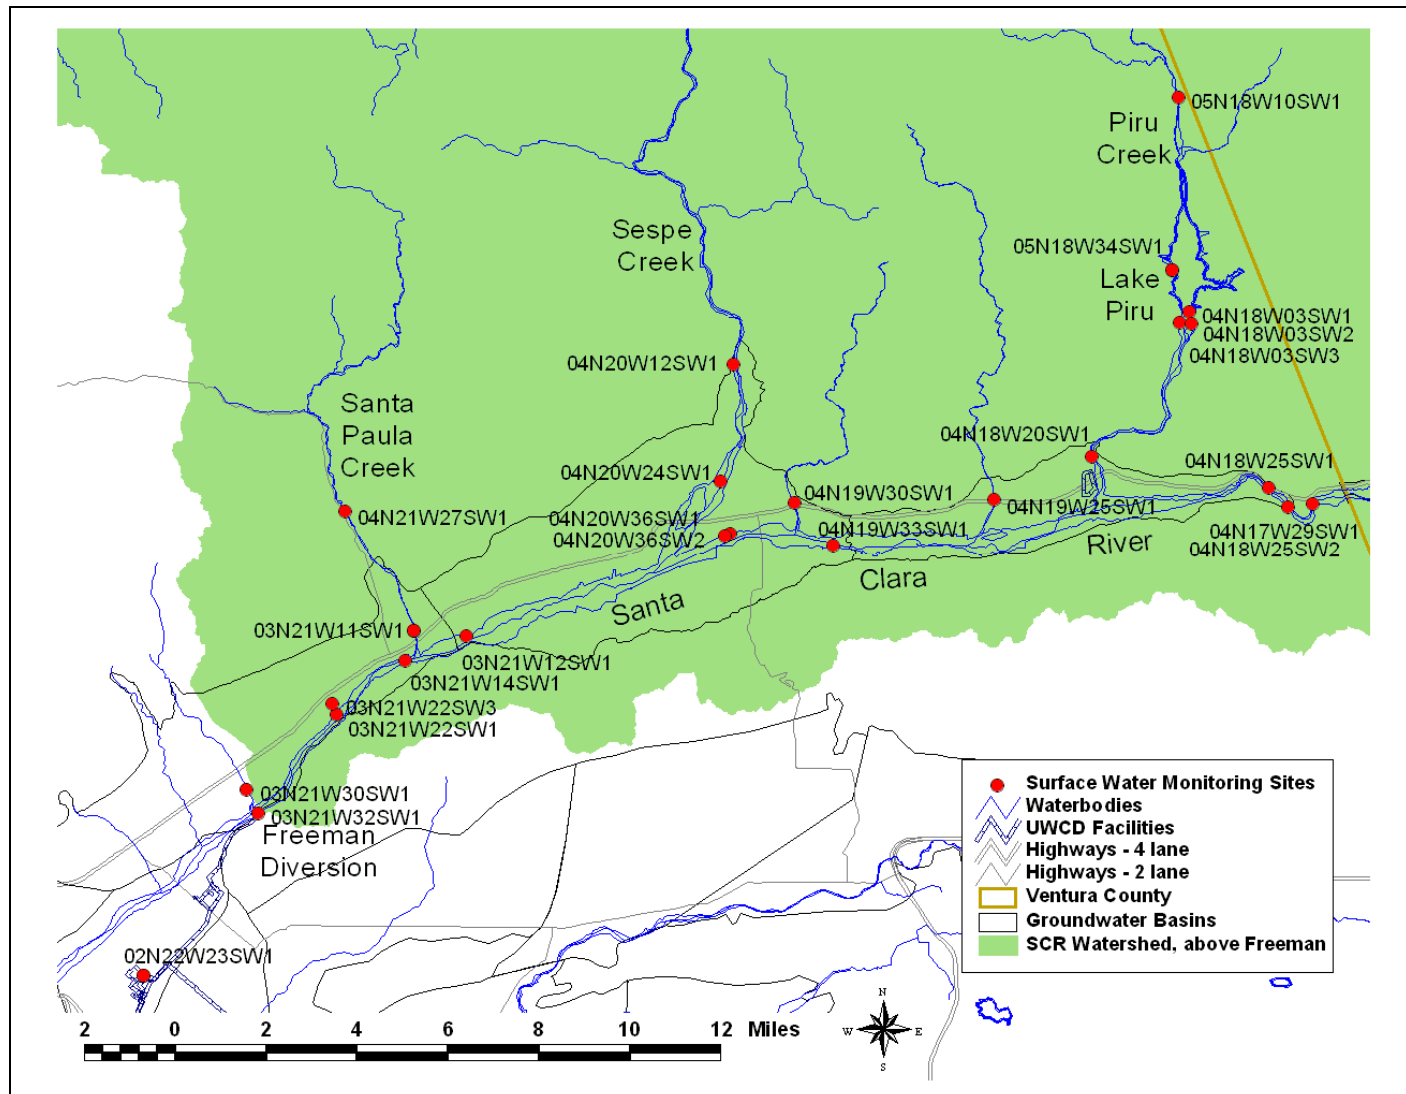 05N18W10SW1
Piru
Creek
Sespe
Creek
05N18W34SW1
Lake
Piru
04N18W03SW1
04N18W03SW2
04N18W03SW3
04N20W12SW1
Santa
Paula
Creek
04N18W20SW1
04N20W24SW1
04N18W25SW1
04N19W30SW1
04N19W25SW1
04N21W27SW1
04N20W36SW1
04N20W36SW2
04N19W33SW1
04N17W29SW1
04N18W25SW2
River
Clara
Santa
03N21W11SW1
03N21W12SW1
03N21W14SW1
03N21W22SW3
03N21W22SW1
03N21W30SW1
03N21W32SW1
Freeman
Diversion
02N22W23SW1
Surface Water Monitoring Sites
Waterbodies
UWCD Facilities
Highways - 4 lane
Highways - 2 lane
Ventura County
Groundwater Basins
SCR Watershed, above Freeman
N
W E
S
2 0 2 4 6 8 10 12 Miles